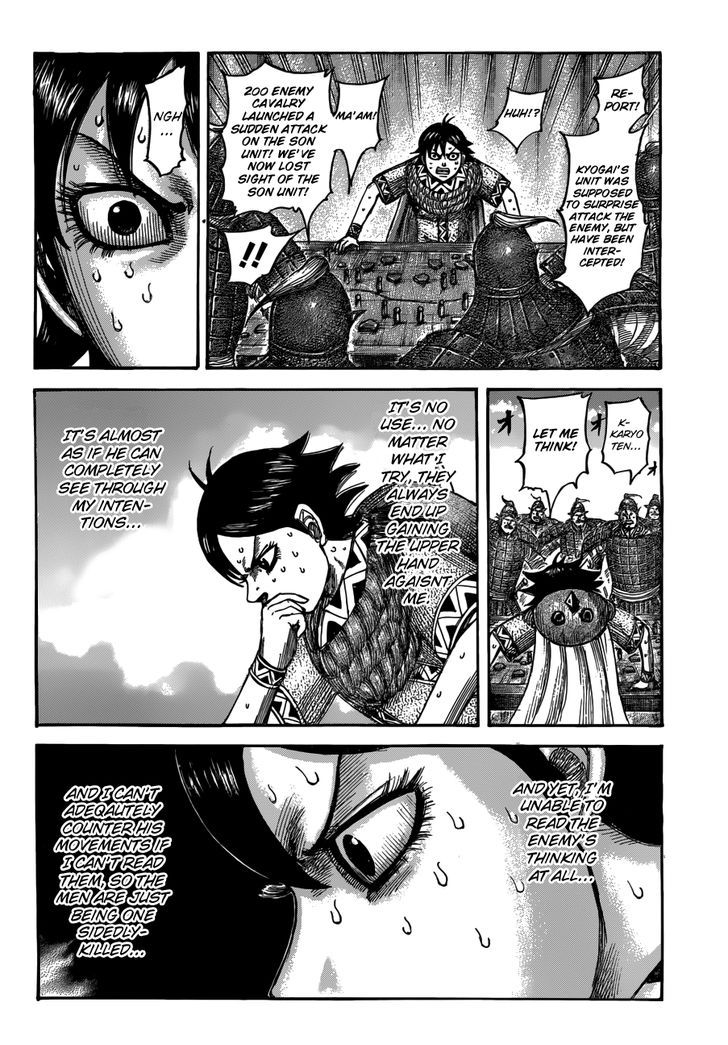 RE-
PORT!
KYOGAI'S
UNIT WAS
SUPPOSED
TO SURPRISE
ATTACK THE
ENEMY, BUT
HAVE BEEN
INTER-
CEPTED!
HUH!?
MA'AM!
200 ENEMY
CAVALRY
LAUNCHED A
SUDDEN ATTACK
ON THE SON
UNIT! WE'VE
NOW LOST
SIGHT OF THE
SON UNIT!
!!
NGH
...
K-
KARYO
TEN...
LET ME
THINK!
オ
オ
IT'S NO
USE... NO
MATTER
WHAT I
TRY, THEY
ALWAYS
END UP
GAINING
THE UPPER
HAND
AGAISNT
ME.
IT'S ALMOST
AS IF HE CAN
COMPLETELY
SEE THROUGH
MY INTEN-
TIONS...
AND YET, I'M
UNABLE TO
READ THE
ENEMY'S
THINKING
AT ALL...
AND I CAN'T
ADEQAUTELY
COUNTER HIS
MOVEMENTS IF
I CAN'T READ
THEM, SO THE
MEN ARE JUST
BEING ONE
SIDEDLY-
KILLED...